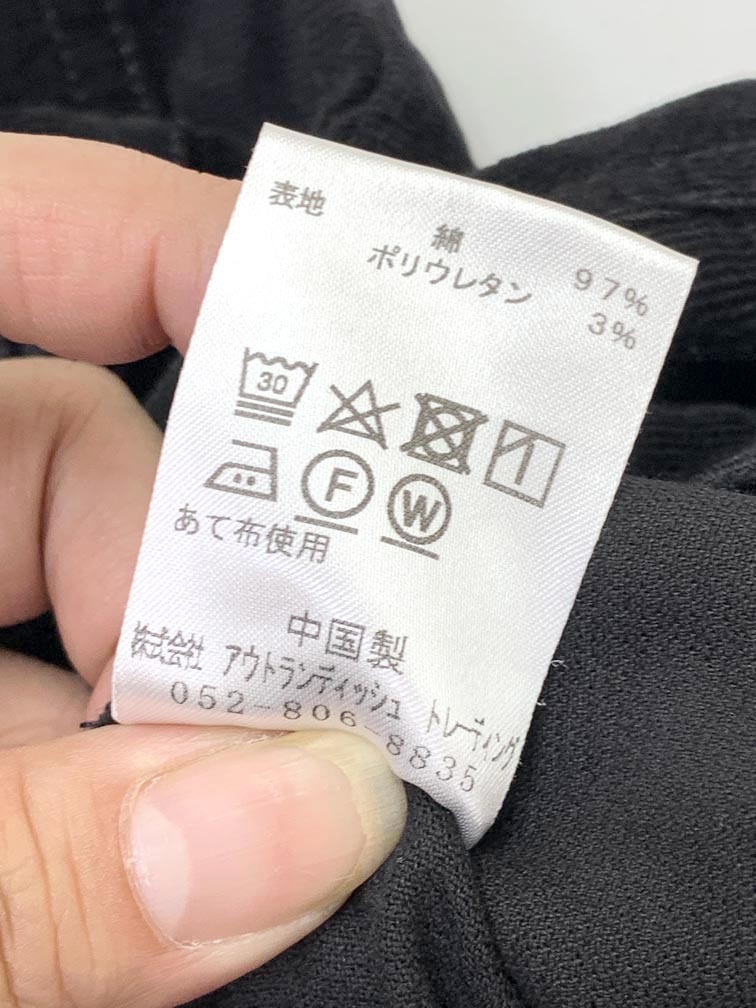 表地
綿 97%
ポリウレタン 3%
30
F W
あて布使用
中国製
株式会社 アウトランディッシュ トレーディング
052-806-8835